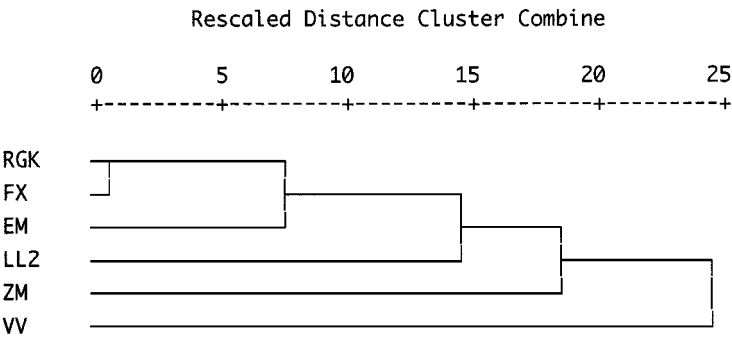 Rescaled Distance Cluster Combine
0 5 10 15 20 25
RGK
FX
EM
LL2
ZM
VV